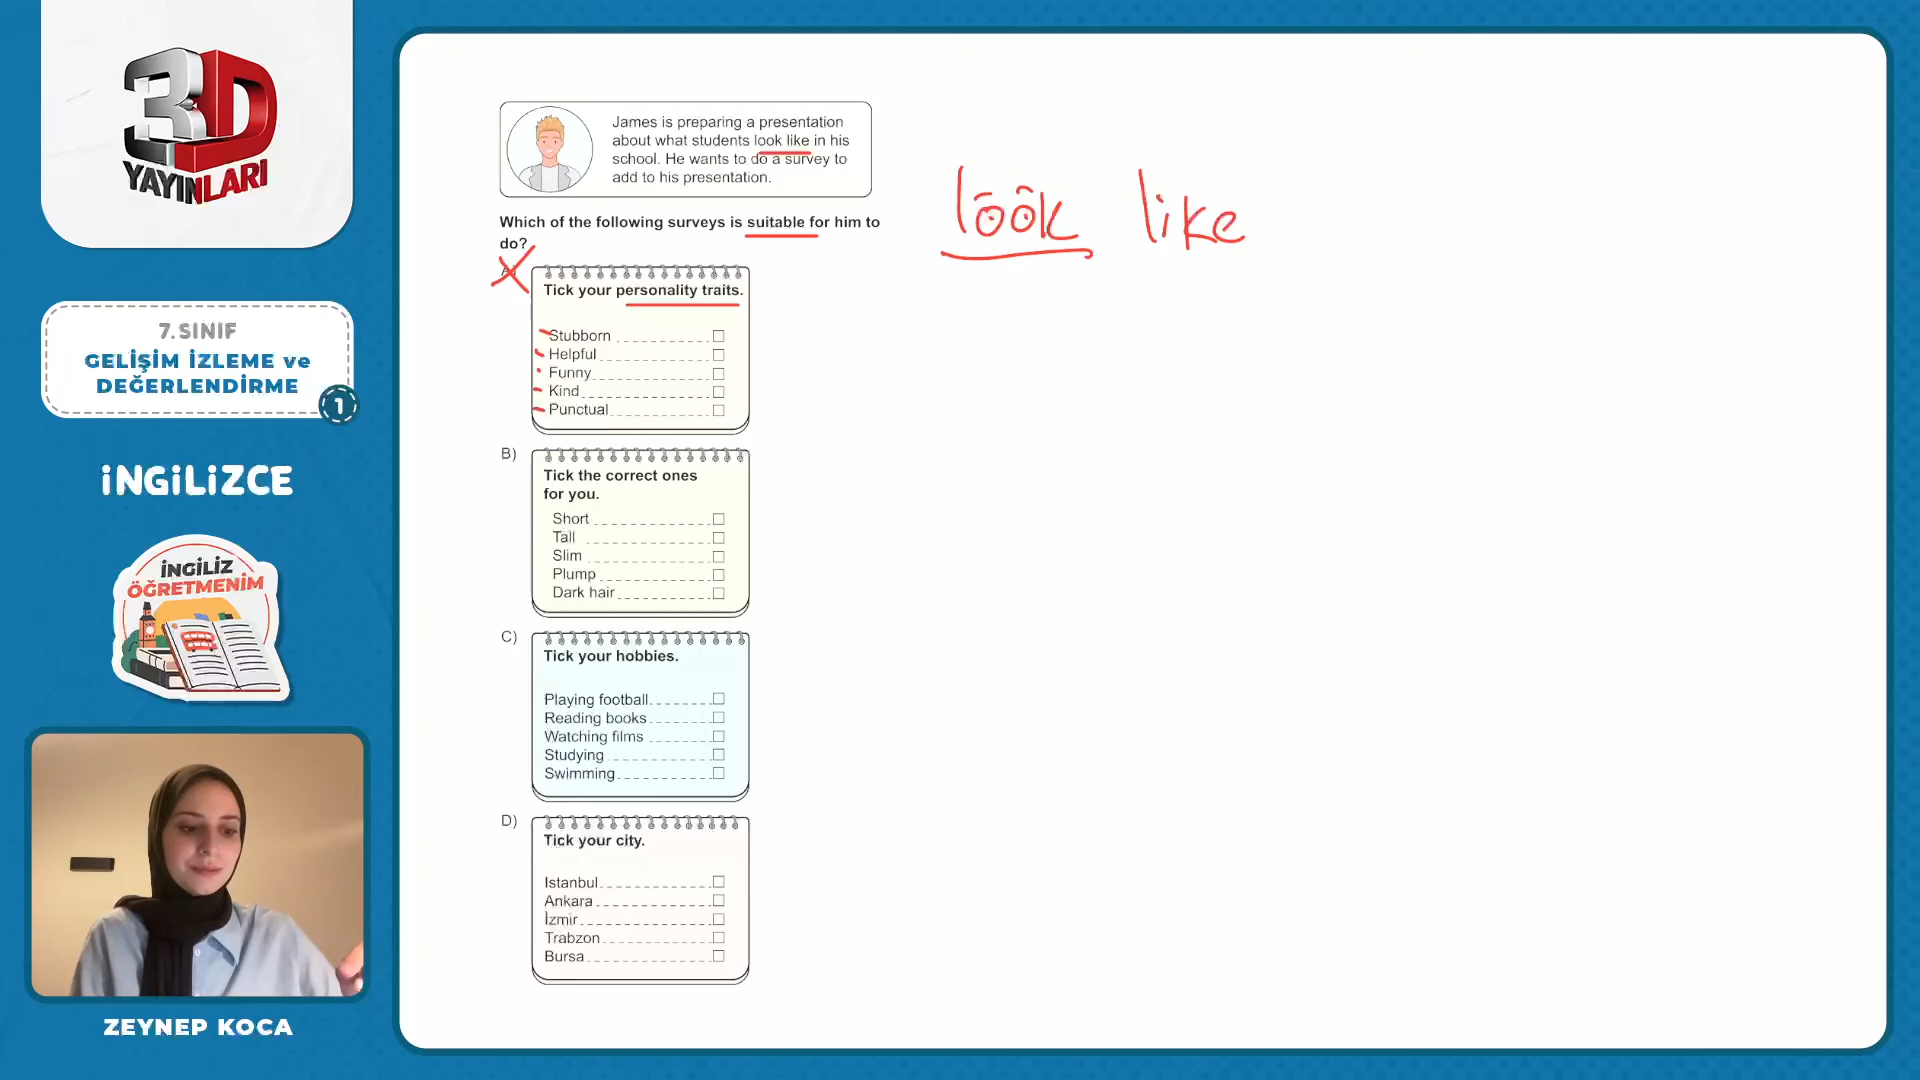 3D
YAYINLARI
7. SINIF
GELİŞİM İZLEME ve
DEĞERLENDİRME
1
İNGİLİZCE
İNGİLİZ
ÖĞRETMENİM
ZEYNEP KOCA
James is preparing a presentation
about what students look like in his
school. He wants to do a survey to
add to his presentation.
Which of the following surveys is suitable for him to
do?
look like
A)
Tick your personality traits.
Stubborn
Helpful
Funny
Kind
Punctual
B)
Tick the correct ones
for you.
Short
Tall
Slim
Plump
Dark hair
C)
Tick your hobbies.
Playing football
Reading books
Watching films
Studying
Swimming
D)
Tick your city.
Istanbul
Ankara
İzmir
Trabzon
Bursa